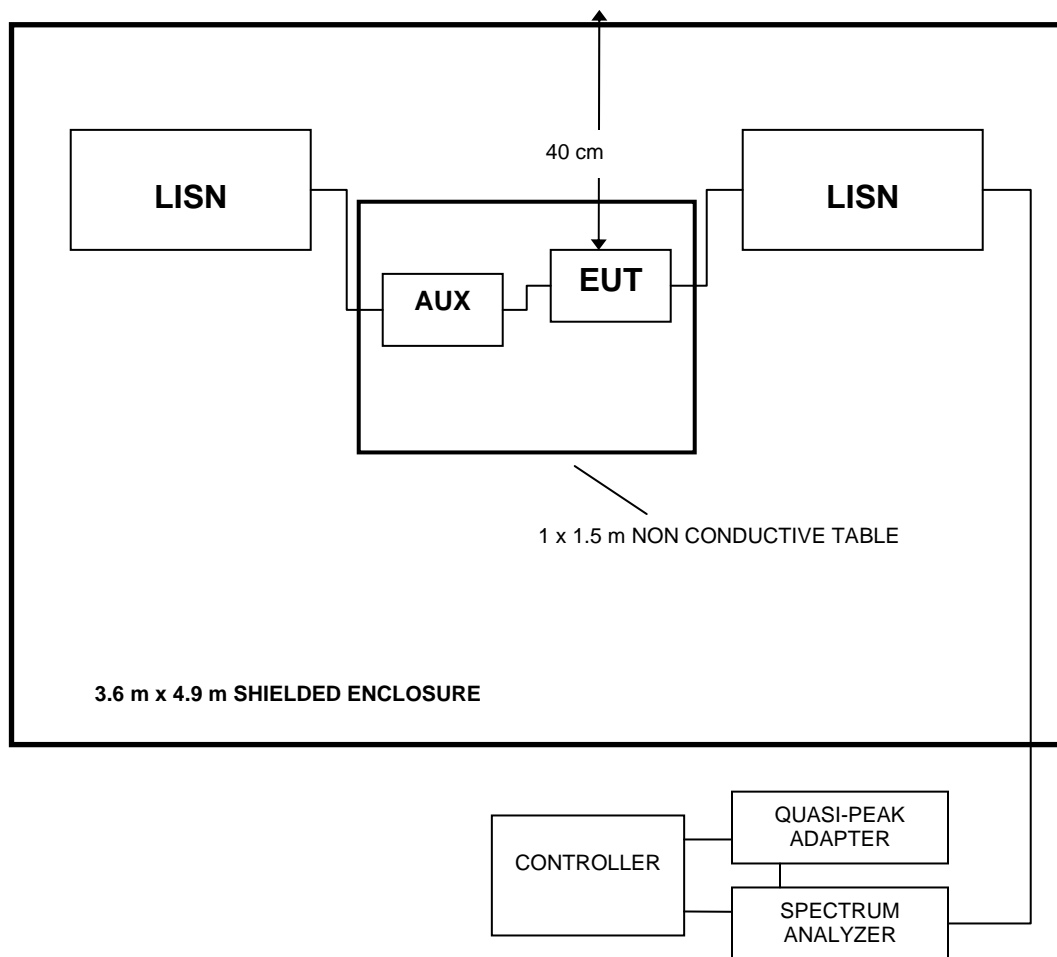 40 cm
LISN
LISN
EUT
AUX
1 x 1.5 m NON CONDUCTIVE TABLE
3.6 m x 4.9 m SHIELDED ENCLOSURE
QUASI-PEAK
ADAPTER
CONTROLLER
SPECTRUM
ANALYZER